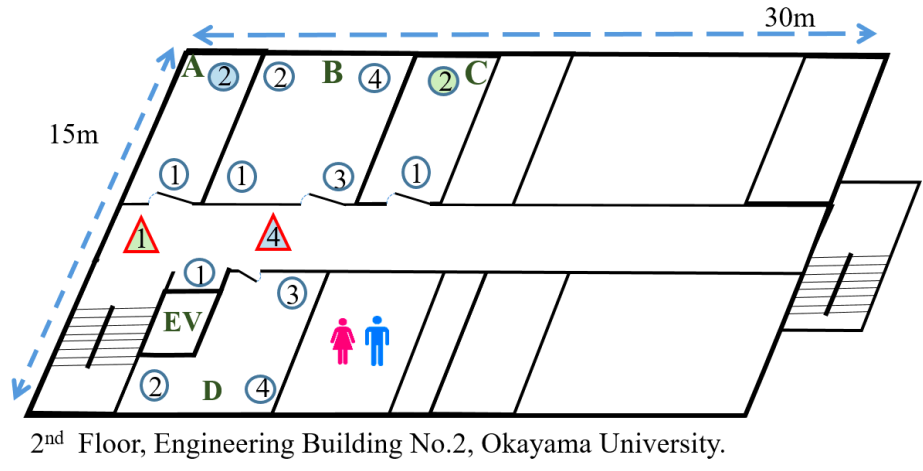 30m
15m
A 2 2 B 4 2 C
1 1 3 1
1 4
1 3
EV
2 D 4
2nd Floor, Engineering Building No.2, Okayama University.